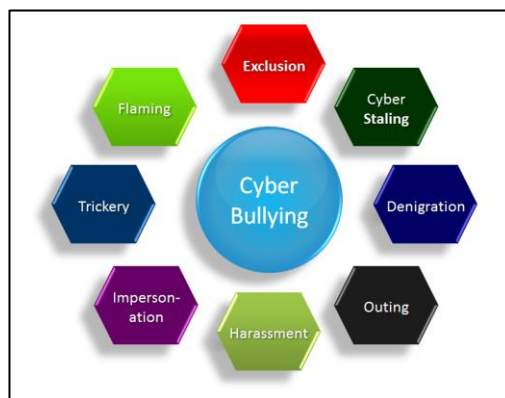 Exclusion
Flaming
Cyber
Staling
Cyber
Bullying
Trickery
Denigration
Imperson-
ation
Outing
Harassment